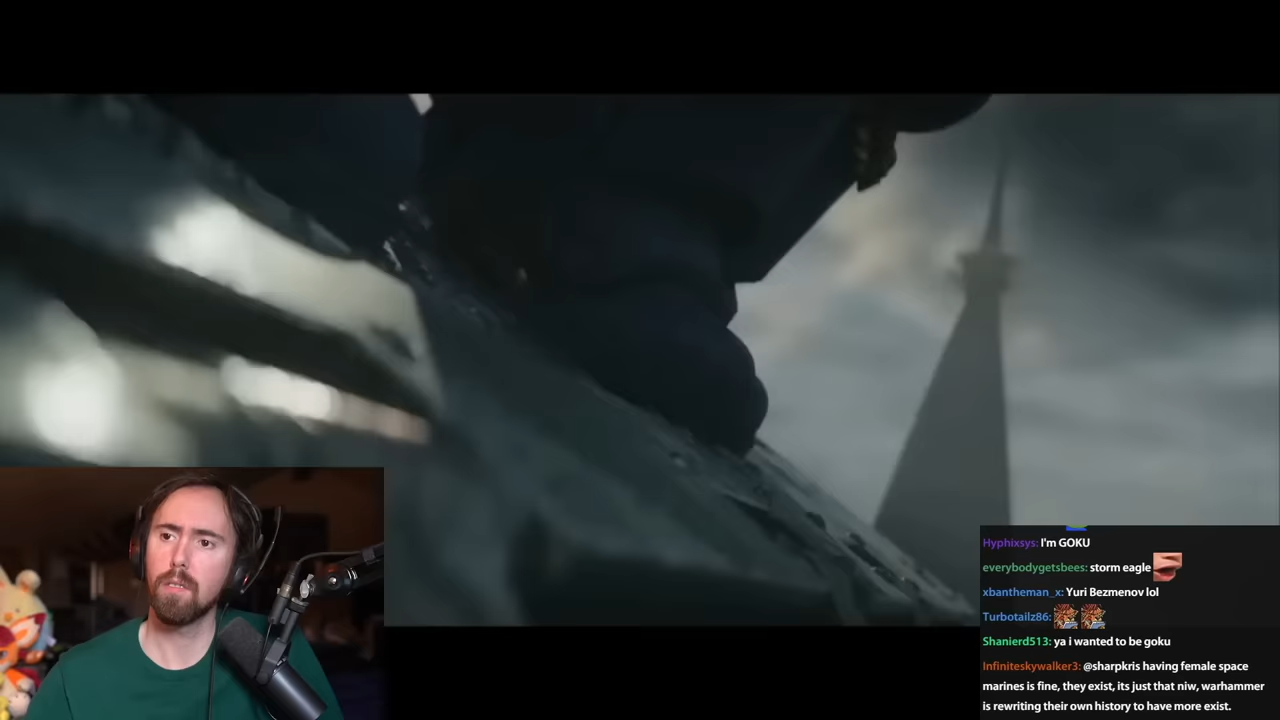 Hyphixsys: I'm GOKU
everybodygetsbees: storm eagle
xbantheman_x: Yuri Bezmenov lol
Turbotailz86:
Shanierd513: ya i wanted to be goku
Infiniteskywalker3: @sharpkris having female space
marines is fine, they exist, its just that niw, warhammer
is rewriting their own history to have more exist.